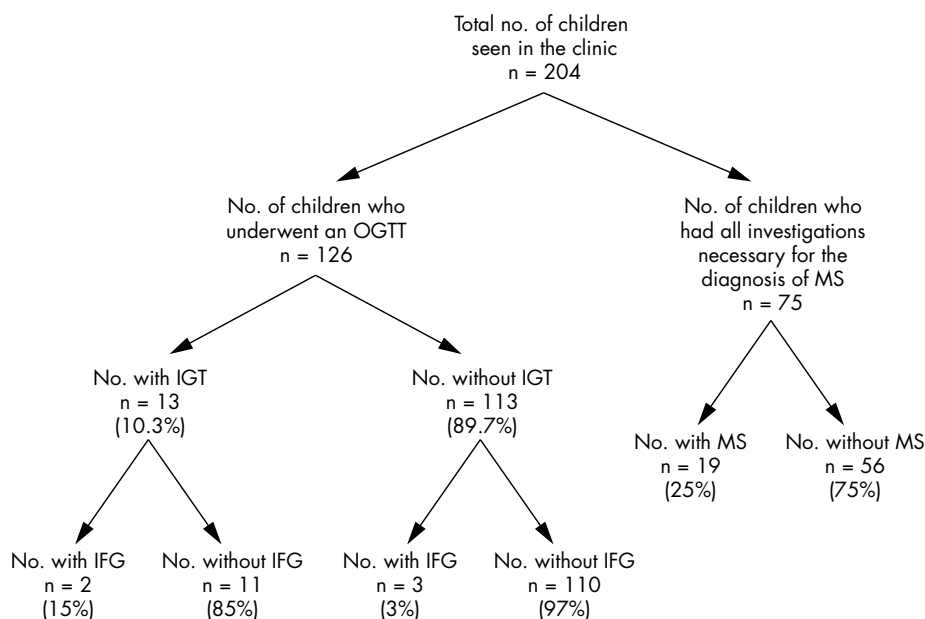 Total no. of children
seen in the clinic
n = 204
No. of children who
underwent an OGTT
n = 126
No. of children who
had all investigations
necessary for the
diagnosis of MS
n = 75
No. with IGT
n = 13
(10.3%)
No. without IGT
n = 113
(89.7%)
No. with MS
n = 19
(25%)
No. without MS
n = 56
(75%)
No. with IFG
n = 2
(15%)
No. without IFG
n = 11
(85%)
No. with IFG
n = 3
(3%)
No. without IFG
n = 110
(97%)